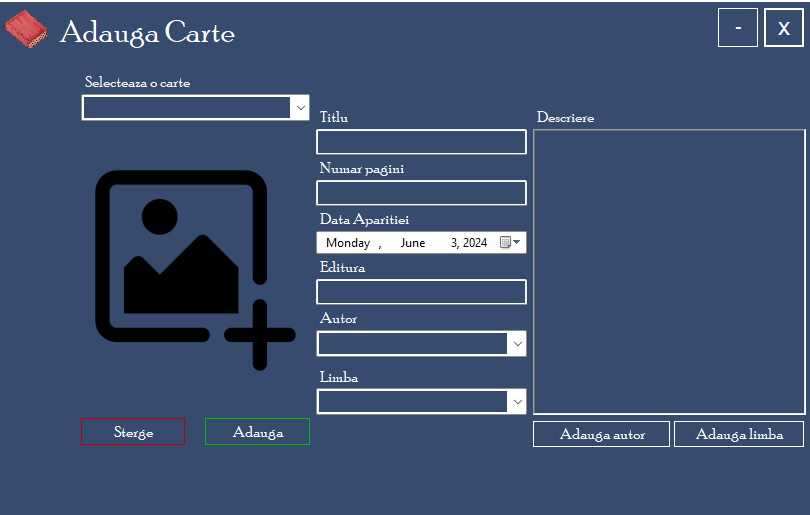 Adauga Carte
-
X
Selecteaza o carte
Titlu
Numar pagini
Data Aparitiei
Monday , June 3, 2024
Editura
Autor
Limba
Descriere
Sterge
Adauga
Adauga autor
Adauga limba